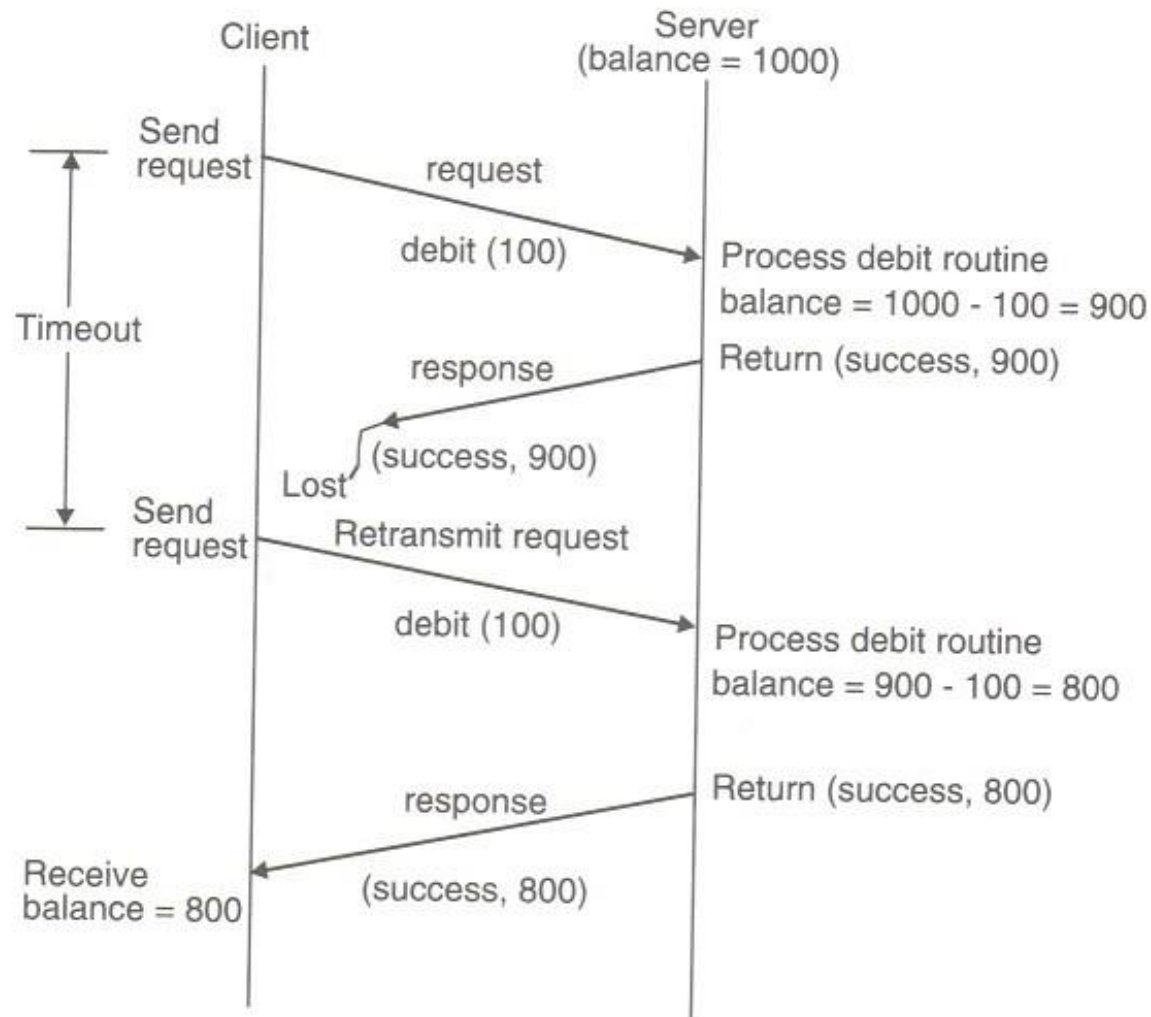 Client
Server
(balance = 1000)
Send
request
request
debit (100)
Process debit routine
balance = 1000 - 100 = 900
Timeout
Return (success, 900)
response
(success, 900)
Lost
Send
request
Retransmit request
debit (100)
Process debit routine
balance = 900 - 100 = 800
Return (success, 800)
response
(success, 800)
Receive
balance = 800